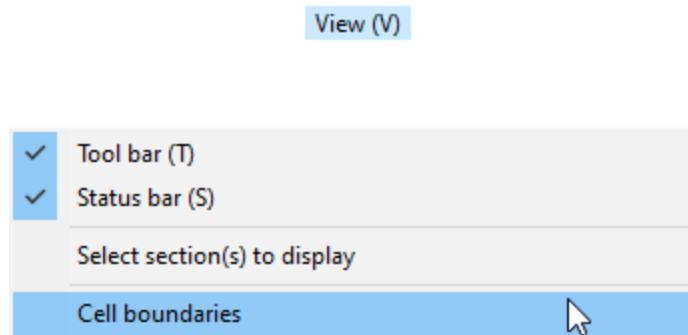 View (V)
Tool bar (T)
Status bar (S)
Select section(s) to display
Cell boundaries